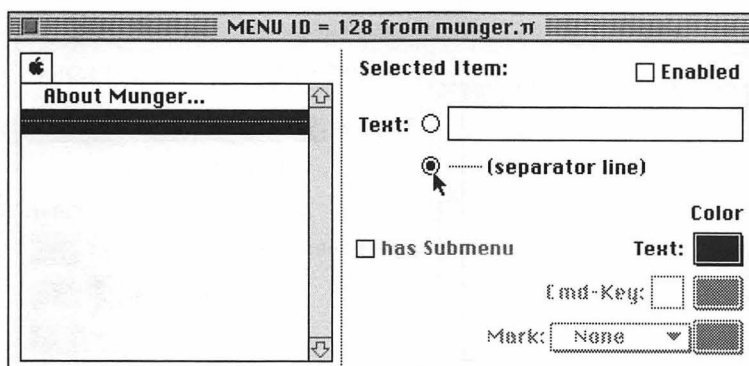 MENU ID = 128 from munger.π
About Munger...
Selected Item:
Enabled
Text:
(separator line)
Color
has Submenu
Text:
Cmd-Key:
Mark:
None